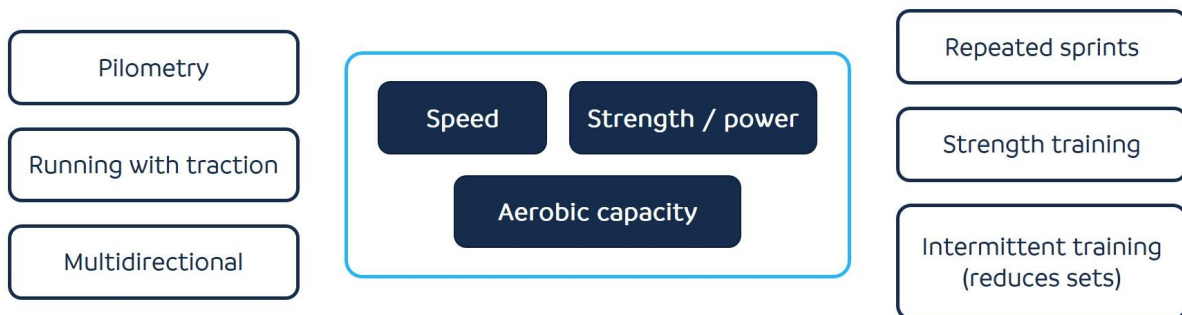 Pilometry
Running with traction
Multidirectional
Speed
Strength / power
Aerobic capacity
Repeated sprints
Strength training
Intermittent training
(reduces sets)